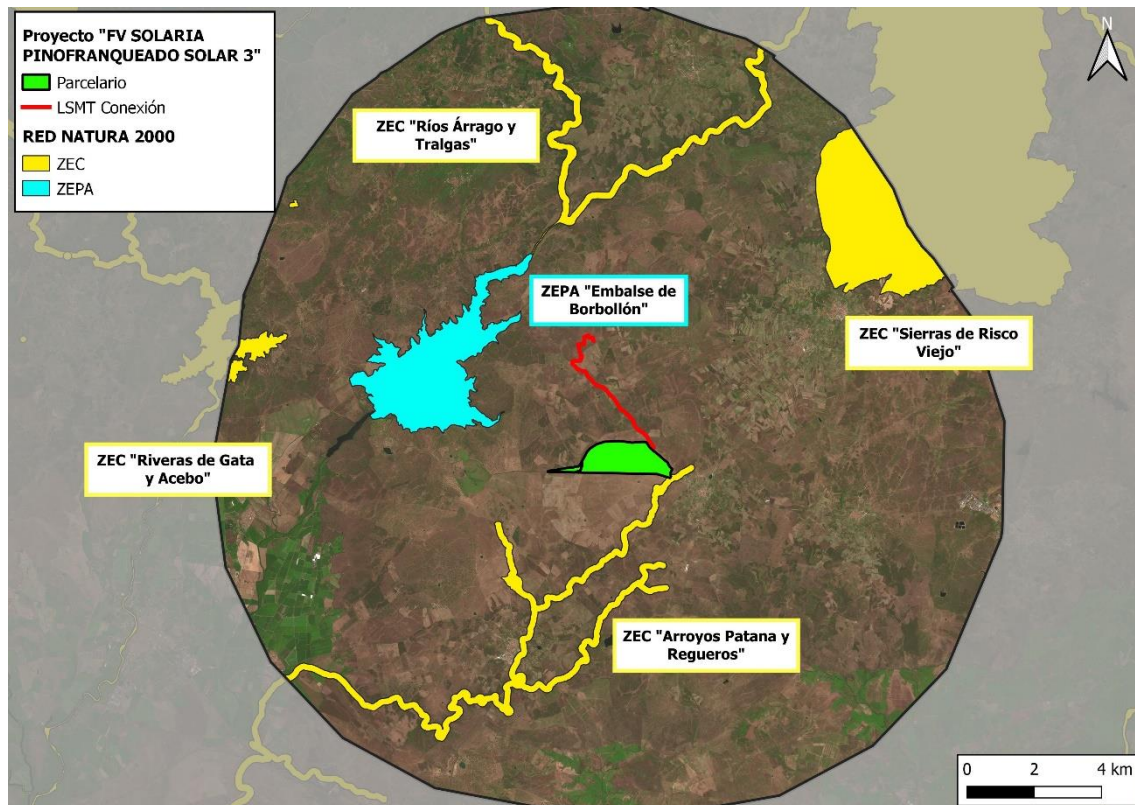 Proyecto "FV SOLARIA
PINOFRANQUEADO SOLAR 3"
Parcelario
LSMT Conexión
RED NATURA 2000
ZEC
ZEPA
N
ZEC "Ríos Árrago y
Tralgas"
ZEPA "Embalse de
Borbollón"
ZEC "Sierras de Risco
Viejo"
ZEC "Riveras de Gata
y Acebo"
ZEC "Arroyos Patana y
Regueros"
0 2 4 km